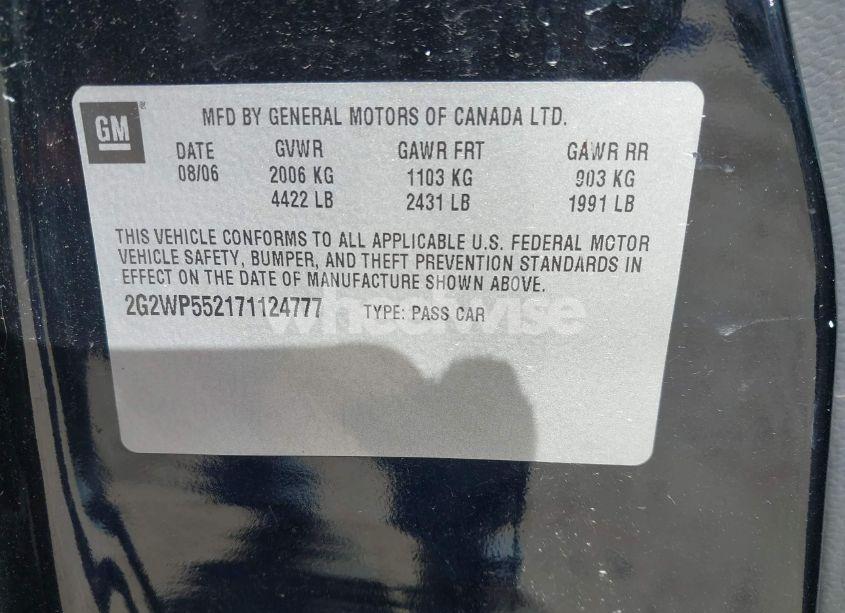 GM
MFD BY GENERAL MOTORS OF CANADA LTD.
DATE GVWR GAWR FRT GAWR RR
08/06 2006 KG 1103 KG 903 KG
4422 LB 2431 LB 1991 LB
THIS VEHICLE CONFORMS TO ALL APPLICABLE U.S. FEDERAL MOTOR
VEHICLE SAFETY, BUMPER, AND THEFT PREVENTION STANDARDS IN
EFFECT ON THE DATE OF MANUFACTURE SHOWN ABOVE.
2G2WP552171124777 TYPE: PASS CAR
wheelwise